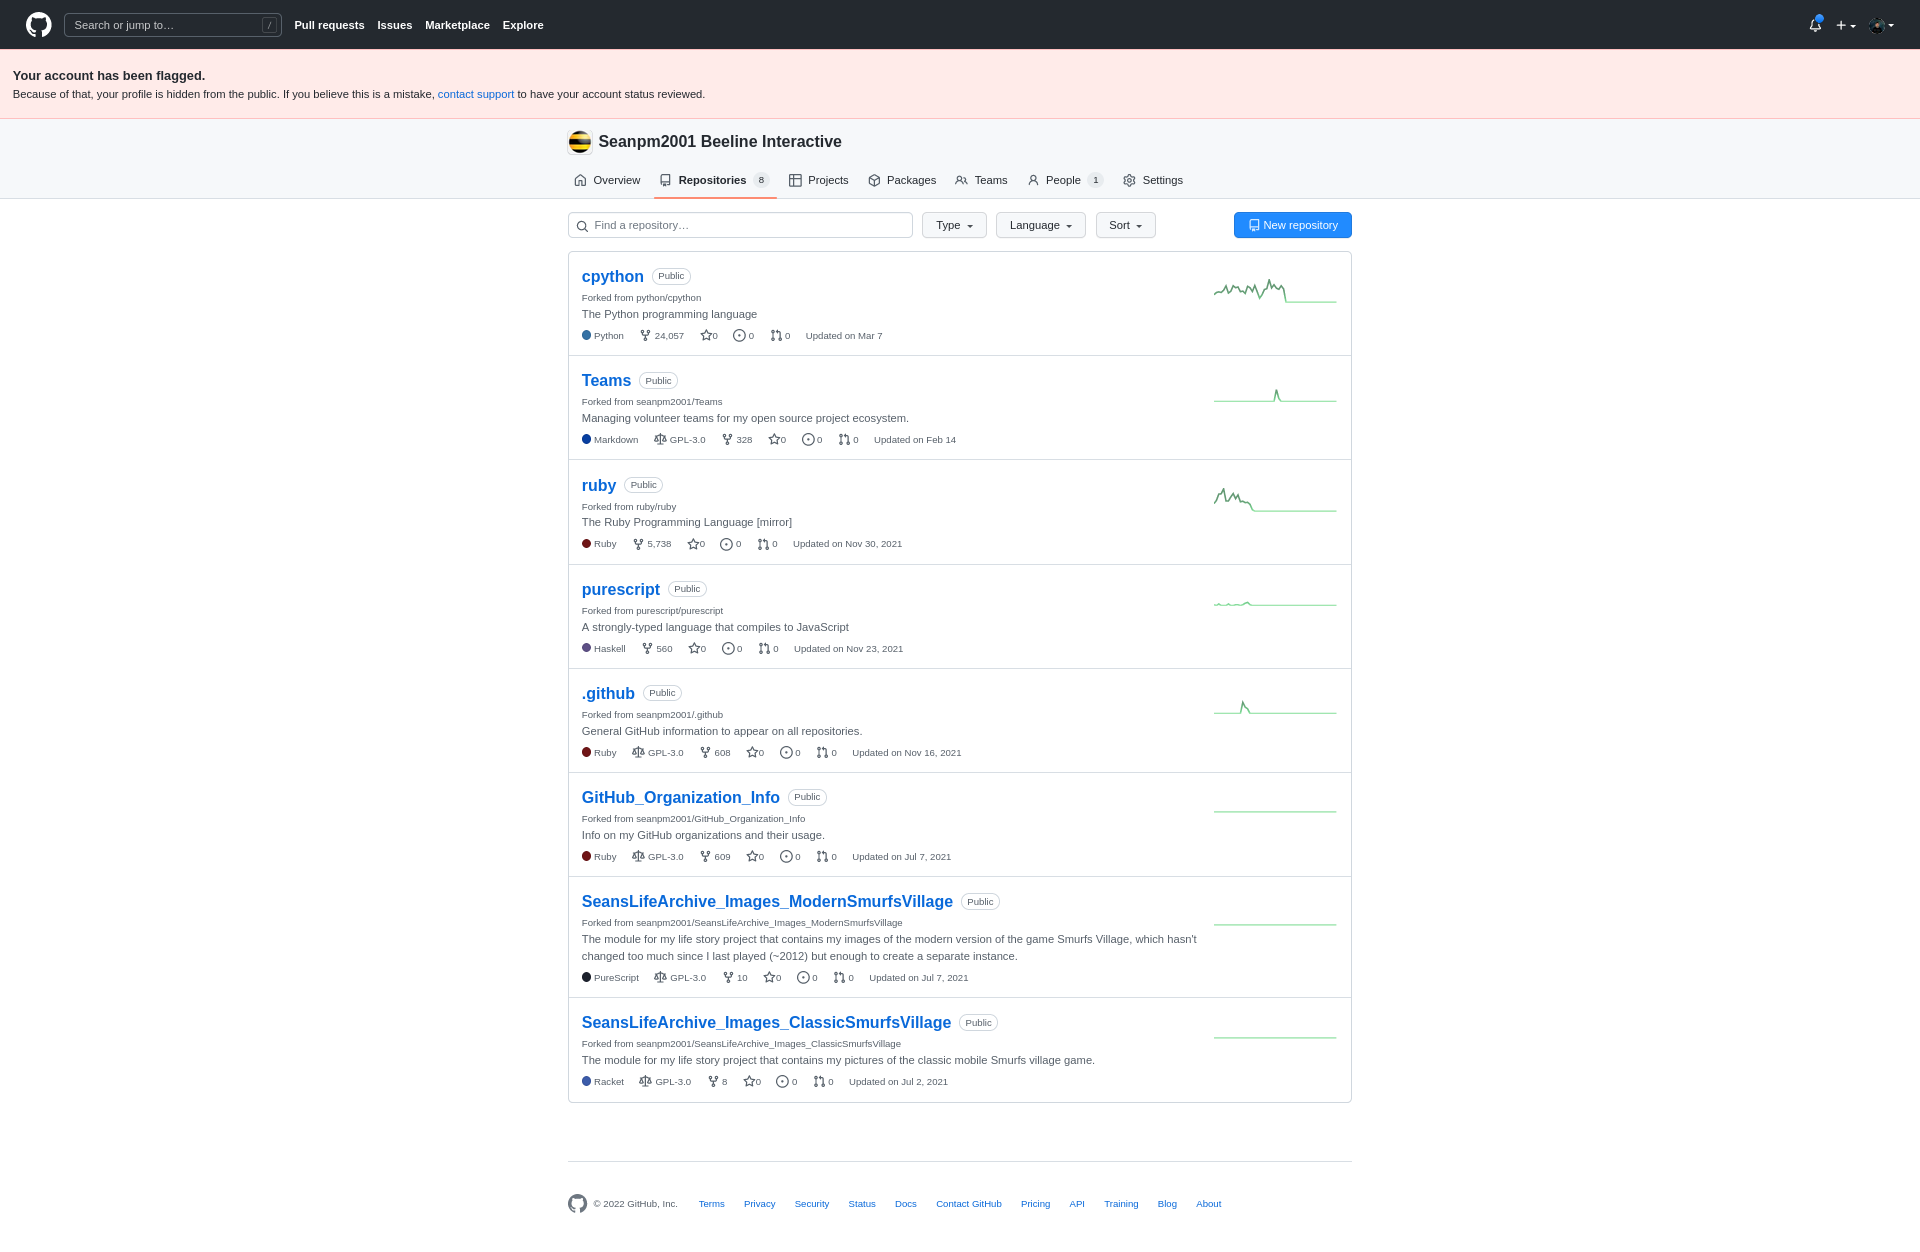 Search or jump to… /
Pull requests Issues Marketplace Explore
Your account has been flagged.
Because of that, your profile is hidden from the public. If you believe this is a mistake, contact support to have your account status reviewed.
Seanpm2001 Beeline Interactive
Overview Repositories 8 Projects Packages Teams People 1 Settings
Find a repository… Type Language Sort New repository
cpython Public
Forked from python/cpython
The Python programming language
Python 24,057 0 0 0 Updated on Mar 7
Teams Public
Forked from seanpm2001/Teams
Managing volunteer teams for my open source project ecosystem.
Markdown GPL-3.0 328 0 0 0 Updated on Feb 14
ruby Public
Forked from ruby/ruby
The Ruby Programming Language [mirror]
Ruby 5,738 0 0 0 Updated on Nov 30, 2021
purescript Public
Forked from purescript/purescript
A strongly-typed language that compiles to JavaScript
Haskell 560 0 0 0 Updated on Nov 23, 2021
.github Public
Forked from seanpm2001/.github
General GitHub information to appear on all repositories.
Ruby GPL-3.0 608 0 0 0 Updated on Nov 16, 2021
GitHub_Organization_Info Public
Forked from seanpm2001/GitHub_Organization_Info
Info on my GitHub organizations and their usage.
Ruby GPL-3.0 609 0 0 0 Updated on Jul 7, 2021
SeansLifeArchive_Images_ModernSmurfsVillage Public
Forked from seanpm2001/SeansLifeArchive_Images_ModernSmurfsVillage
The module for my life story project that contains my images of the modern version of the game Smurfs Village, which hasn't
changed too much since I last played (~2012) but enough to create a separate instance.
PureScript GPL-3.0 10 0 0 0 Updated on Jul 7, 2021
SeansLifeArchive_Images_ClassicSmurfsVillage Public
Forked from seanpm2001/SeansLifeArchive_Images_ClassicSmurfsVillage
The module for my life story project that contains my pictures of the classic mobile Smurfs village game.
Racket GPL-3.0 8 0 0 0 Updated on Jul 2, 2021
© 2022 GitHub, Inc. Terms Privacy Security Status Docs Contact GitHub Pricing API Training Blog About